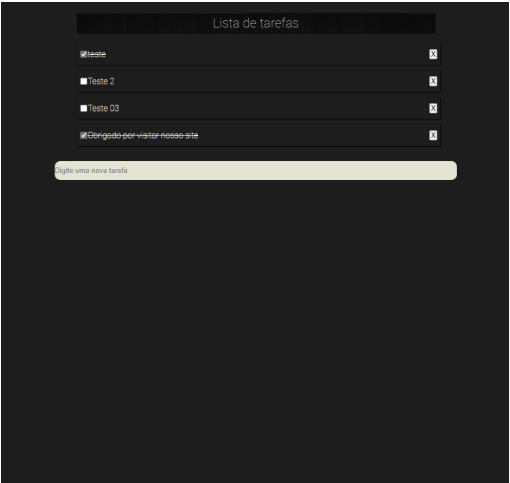 Lista de tarefas
teste X
Teste 2 X
Teste 03 X
Obrigado por visitar nosso site X
Digite uma nova tarefa